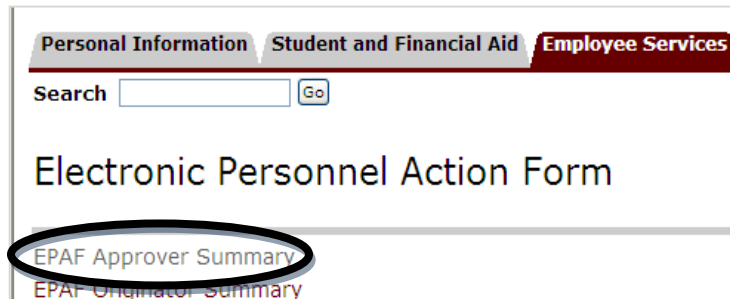 Personal Information Student and Financial Aid Employee Services
Search Go
Electronic Personnel Action Form
EPAF Approver Summary
EPAF Originator Summary